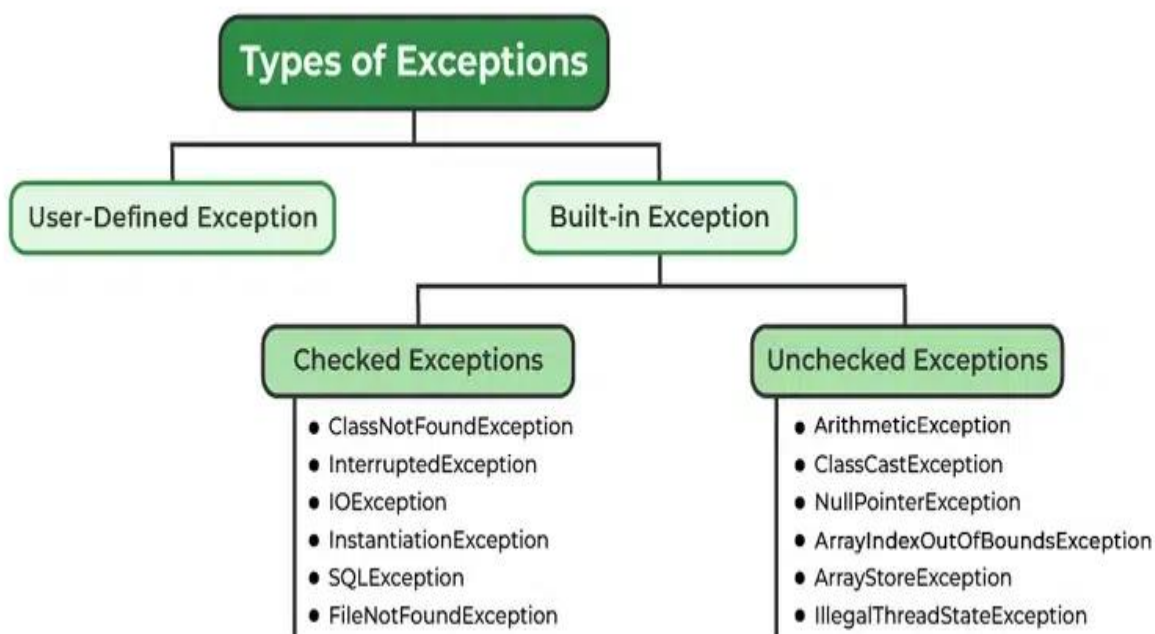 Types of Exceptions
User-Defined Exception
Built-in Exception
Checked Exceptions
• ClassNotFoundException
• InterruptedException
• IOException
• InstantiationException
• SQLException
• FileNotFoundException
Unchecked Exceptions
• ArithmeticException
• ClassCastException
• NullPointerException
• ArrayIndexOutOfBoundsException
• ArrayStoreException
• IllegalThreadStateException